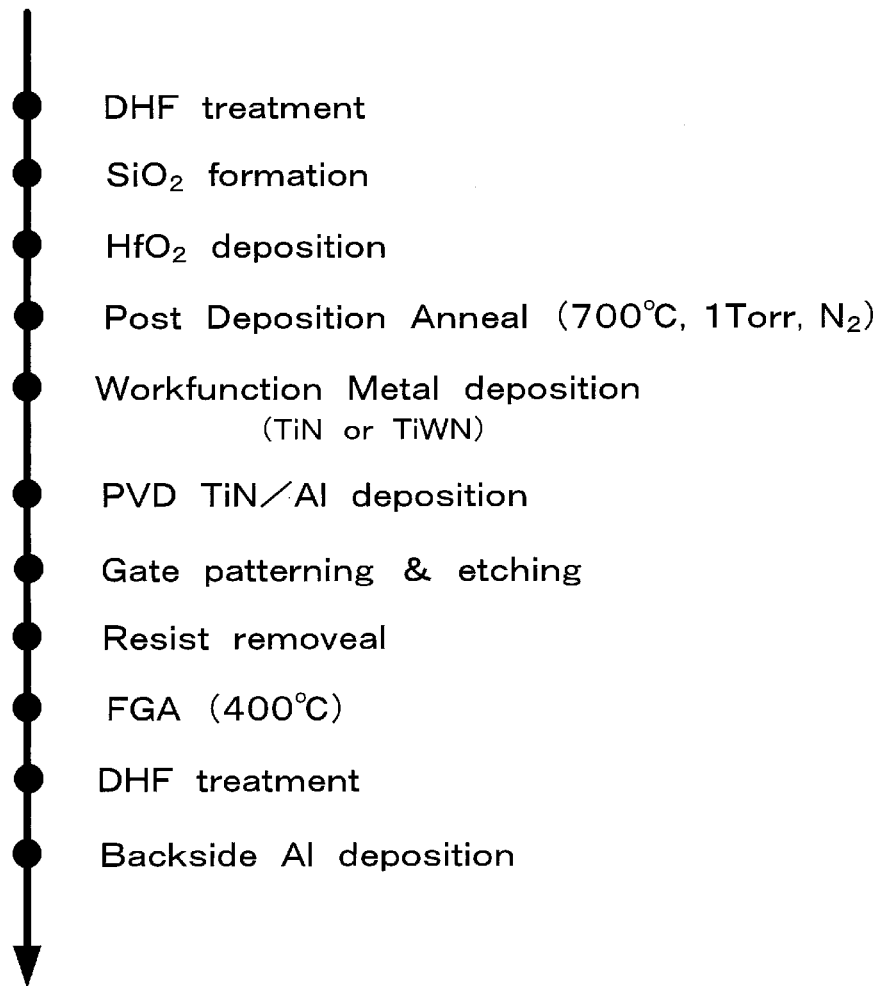 DHF treatment
SiO₂ formation
HfO₂ deposition
Post Deposition Anneal (700℃, 1Torr, N₂)
Workfunction Metal deposition
(TiN or TiWN)
PVD TiN／Al deposition
Gate patterning & etching
Resist removeal
FGA (400℃)
DHF treatment
Backside Al deposition